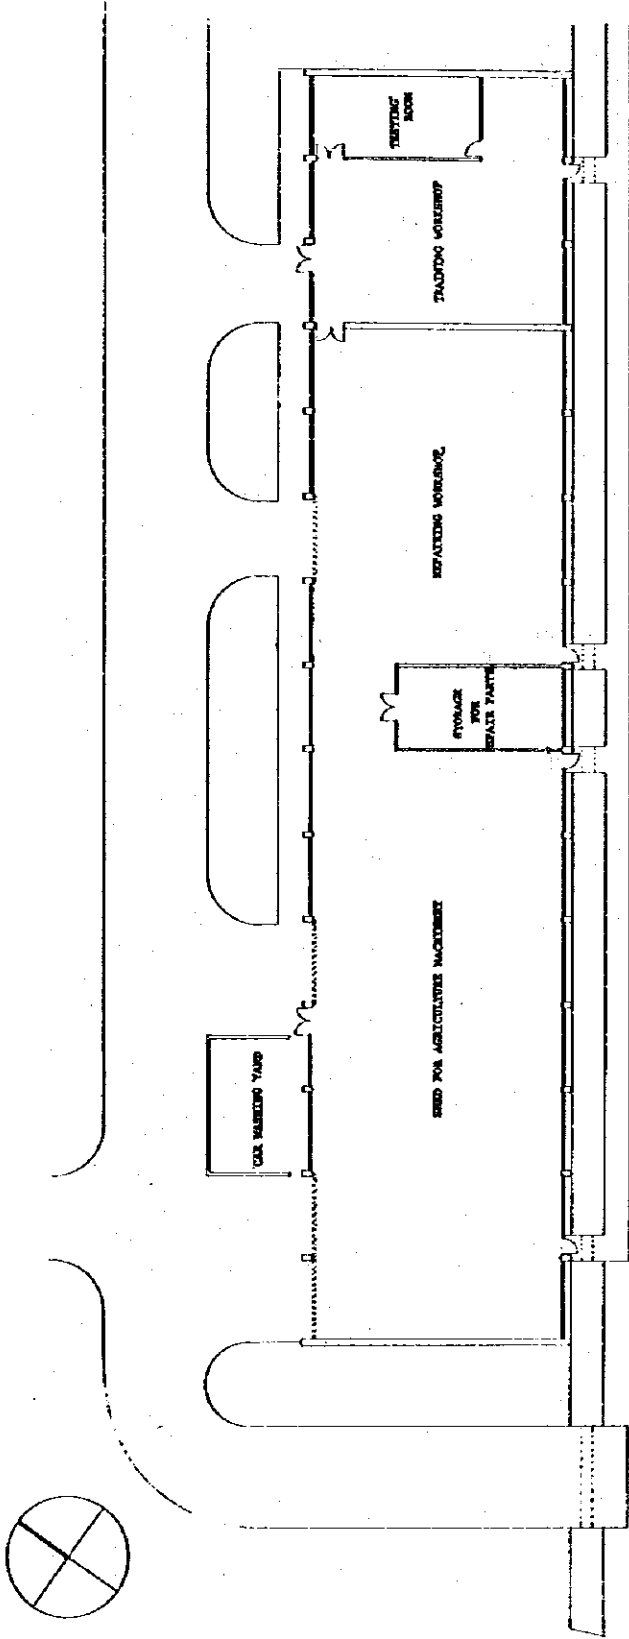 TESTING
ROOM
TRAINING WORKSHOP
REPAIRING WORKSHOP
STORAGE
FOR
REPAIR PARTS
SHED FOR AGRICULTURE MACHINERY
CAR WASHING YARD